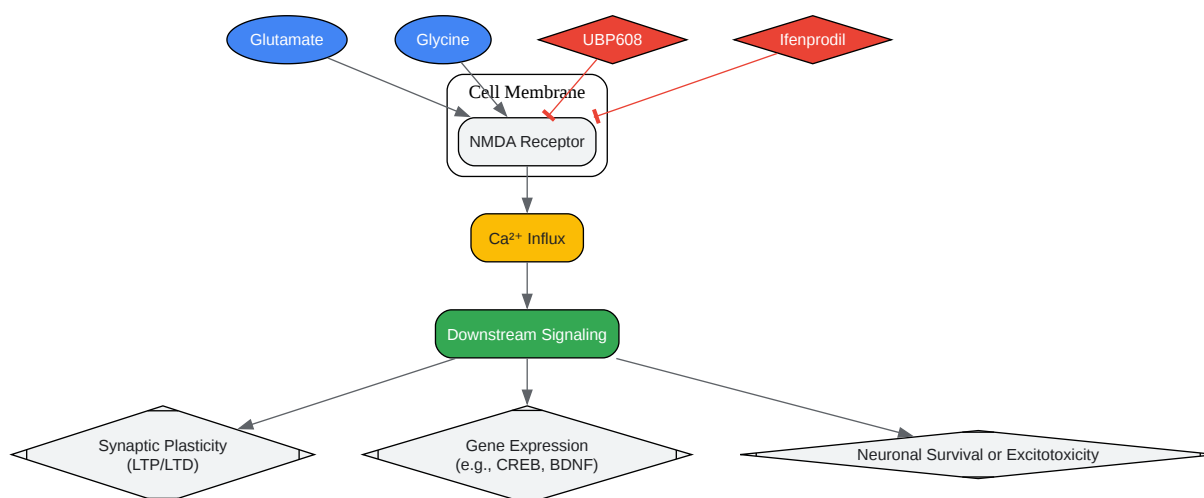 Glutamate
Glycine
UBP608
Ifenprodil
Cell Membrane
NMDA Receptor
Ca²⁺ Influx
Downstream Signaling
Synaptic Plasticity
(LTP/LTD)
Gene Expression
(e.g., CREB, BDNF)
Neuronal Survival or Excitotoxicity